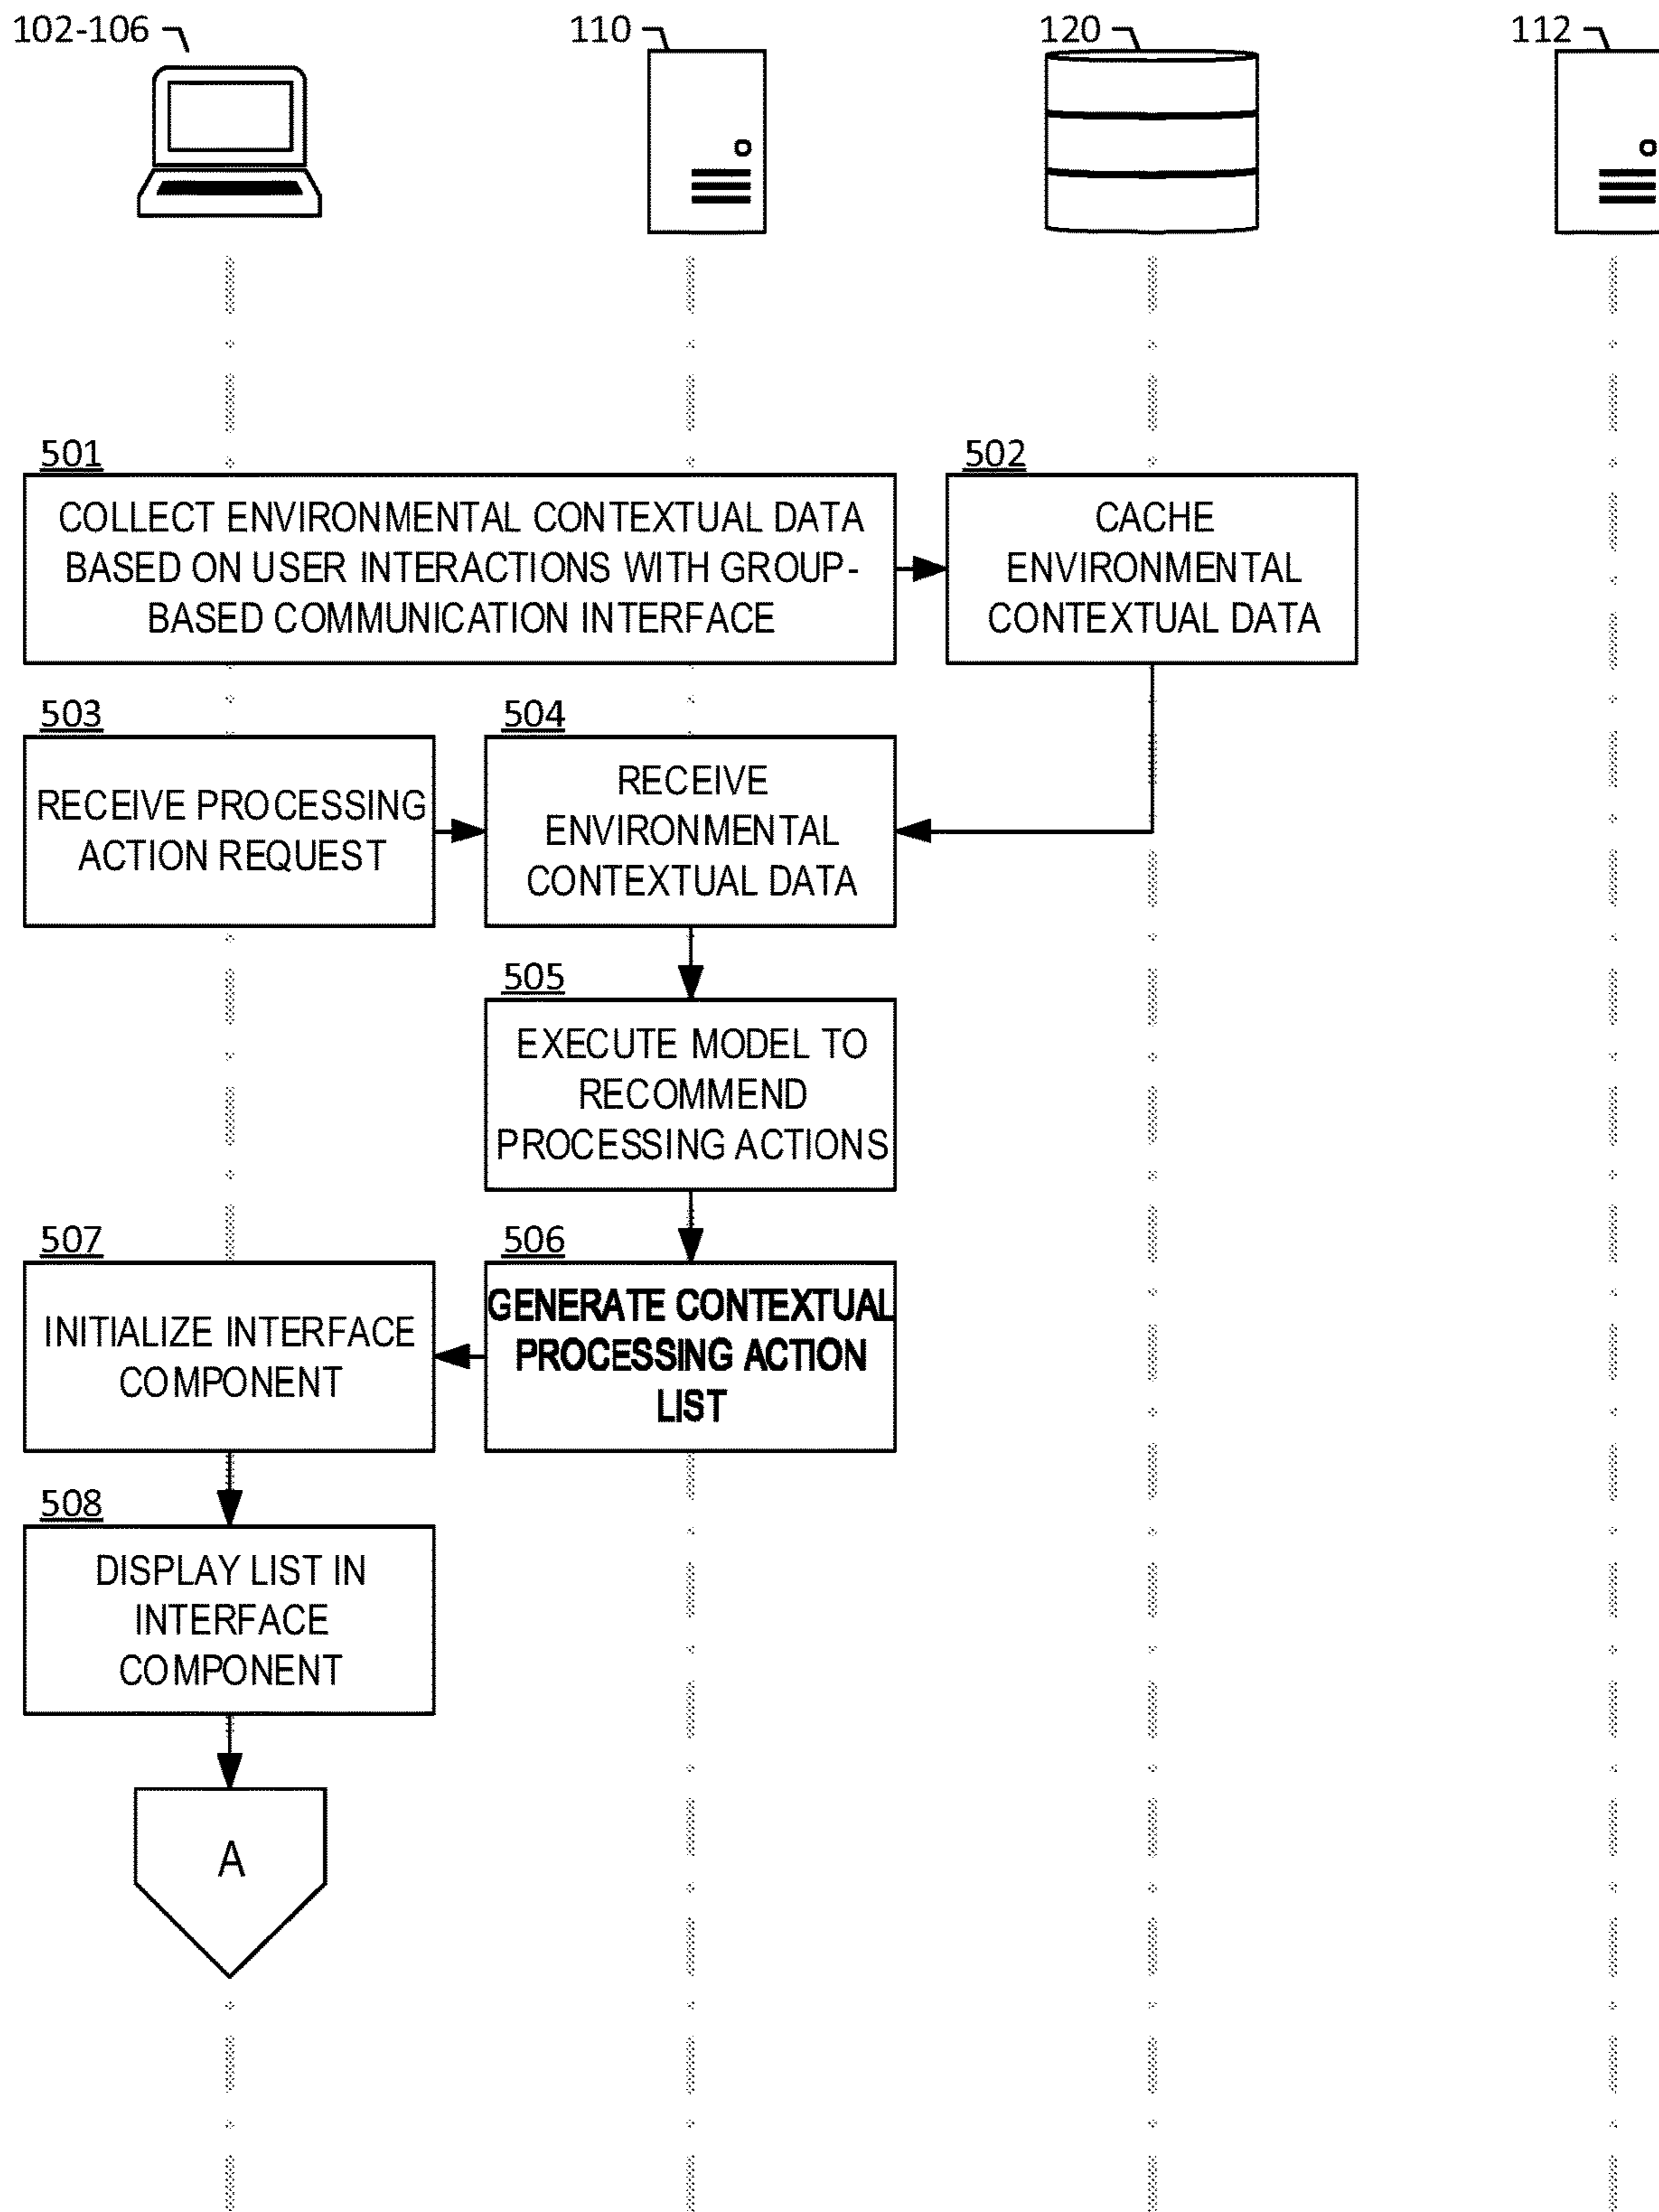 102-106
110
120
112
501
COLLECT ENVIRONMENTAL CONTEXTUAL DATA
BASED ON USER INTERACTIONS WITH GROUP-
BASED COMMUNICATION INTERFACE
502
CACHE
ENVIRONMENTAL
CONTEXTUAL DATA
503
RECEIVE PROCESSING
ACTION REQUEST
504
RECEIVE
ENVIRONMENTAL
CONTEXTUAL DATA
505
EXECUTE MODEL TO
RECOMMEND
PROCESSING ACTIONS
507
INITIALIZE INTERFACE
COMPONENT
506
GENERATE CONTEXTUAL
PROCESSING ACTION
LIST
508
DISPLAY LIST IN
INTERFACE
COMPONENT
A